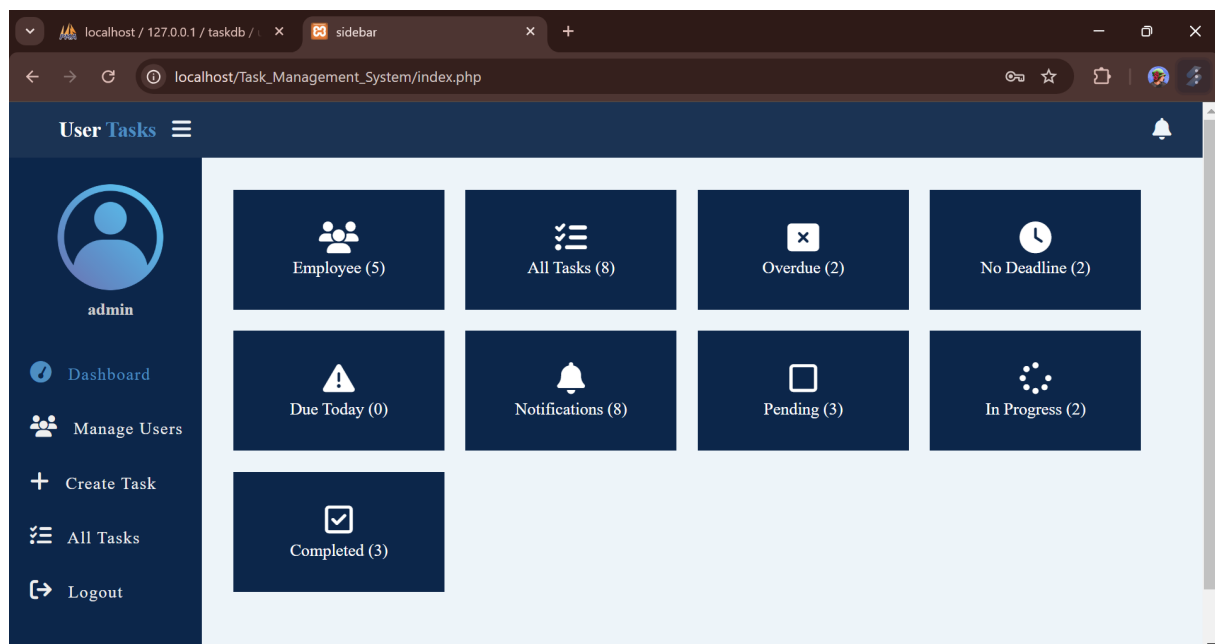 localhost / 127.0.0.1 / taskdb /
sidebar
localhost/Task_Management_System/index.php
User Tasks
admin
Dashboard
Manage Users
Create Task
All Tasks
Logout
Employee (5)
All Tasks (8)
Overdue (2)
No Deadline (2)
Due Today (0)
Notifications (8)
Pending (3)
In Progress (2)
Completed (3)